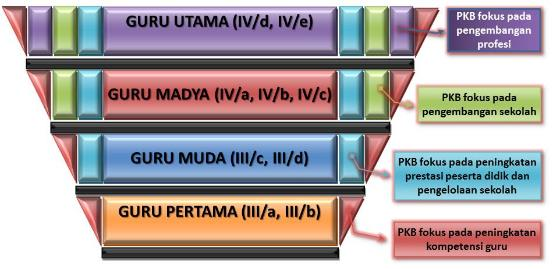 GURU UTAMA (IV/d, IV/e)
PKB fokus pada
pengembangan
profesi
GURU MADYA (IV/a, IV/b, IV/c)
PKB fokus pada
pengembangan sekolah
GURU MUDA (III/c, III/d)
PKB fokus pada peningkatan
prestasi peserta didik dan
pengelolaan sekolah
GURU PERTAMA (III/a, III/b)
PKB fokus pada peningkatan
kompetensi guru